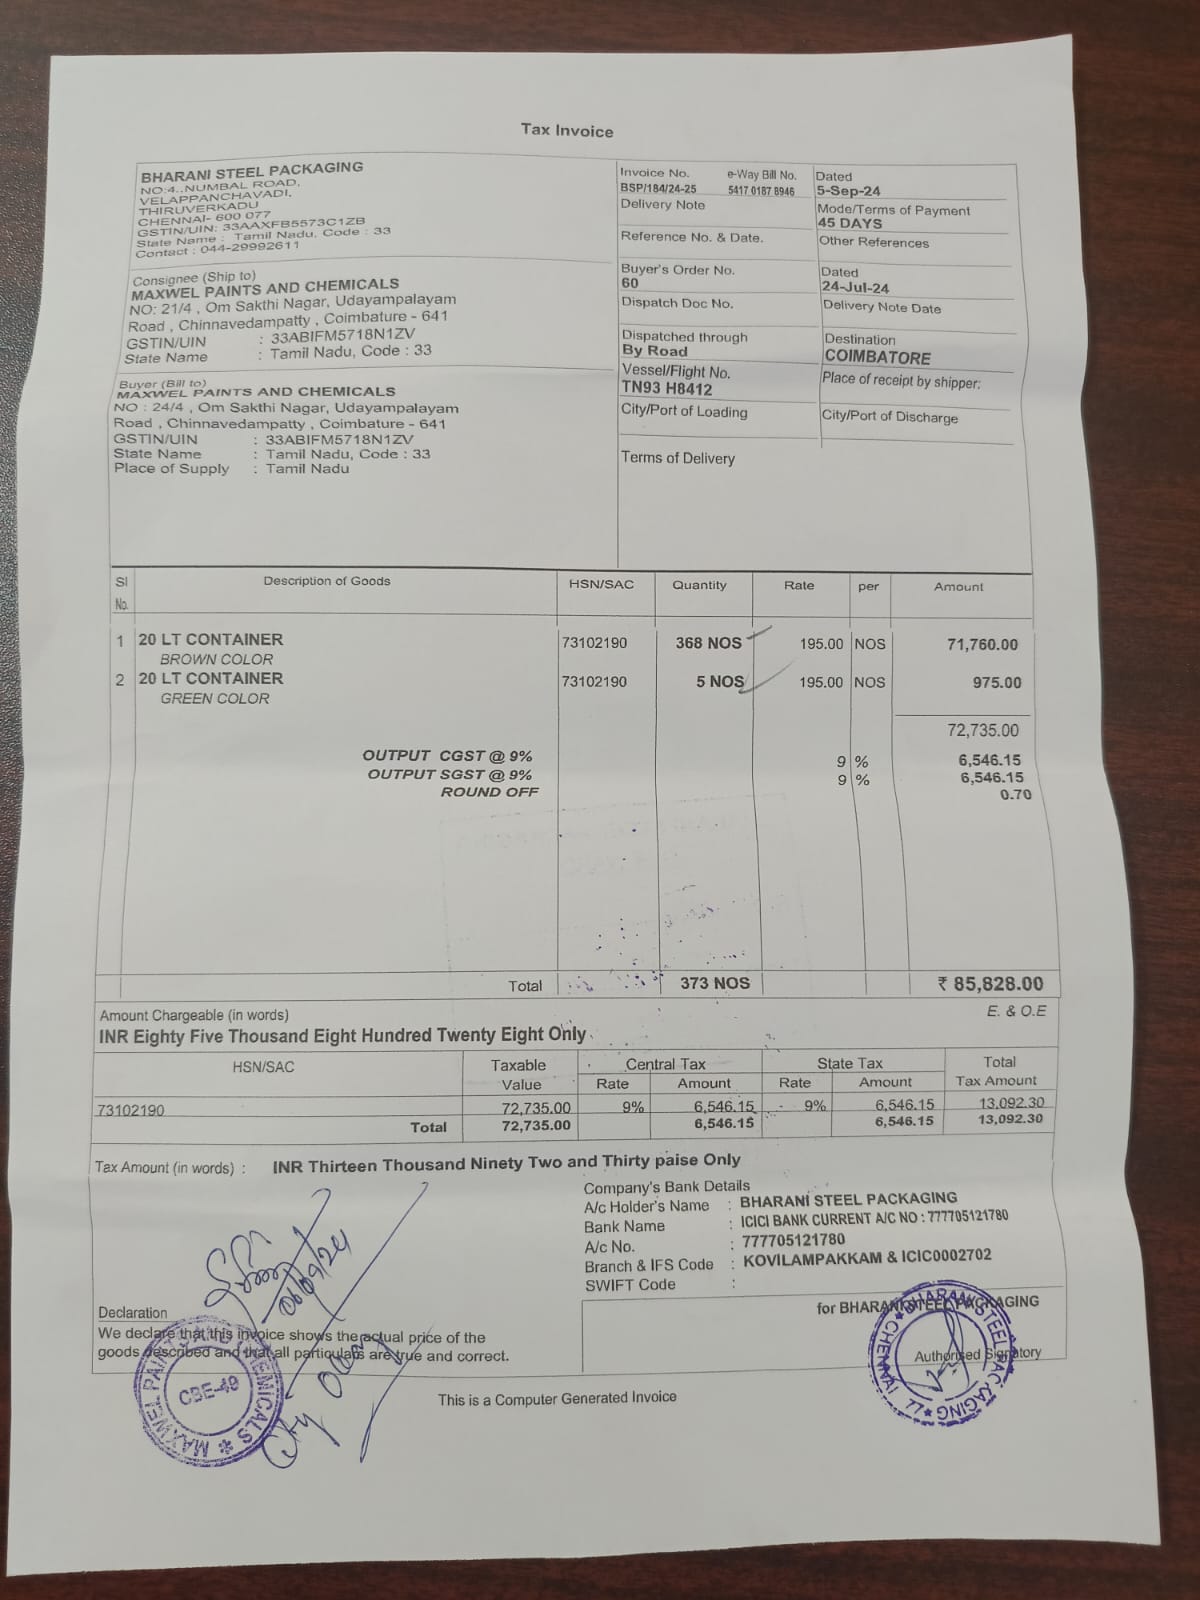 Tax Invoice
BHARANI STEEL PACKAGING
NO:4.,NUMBAL ROAD,
VELAPPANCHAVADI,
THIRUVERKADU
CHENNAI- 600 077
GSTIN/UIN: 33AAXFB5573C1ZB
State Name : Tamil Nadu, Code : 33
Contact : 044-29992611
Invoice No. e-Way Bill No. Dated
BSP/184/24-25 5417 0187 8946 5-Sep-24
Delivery Note Mode/Terms of Payment
45 DAYS
Reference No. & Date. Other References
Consignee (Ship to)
MAXWEL PAINTS AND CHEMICALS
NO: 21/4 , Om Sakthi Nagar, Udayampalayam
Road , Chinnavedampatty , Coimbature - 641
GSTIN/UIN : 33ABIFM5718N1ZV
State Name : Tamil Nadu, Code : 33
Buyer's Order No. Dated
60 24-Jul-24
Dispatch Doc No. Delivery Note Date
Dispatched through Destination
By Road COIMBATORE
Vessel/Flight No. Place of receipt by shipper:
TN93 H8412
City/Port of Loading City/Port of Discharge
Terms of Delivery
Buyer (Bill to)
MAXWEL PAINTS AND CHEMICALS
NO : 24/4 , Om Sakthi Nagar, Udayampalayam
Road , Chinnavedampatty , Coimbature - 641
GSTIN/UIN : 33ABIFM5718N1ZV
State Name : Tamil Nadu, Code : 33
Place of Supply : Tamil Nadu
Sl No. Description of Goods HSN/SAC Quantity Rate per Amount
1 20 LT CONTAINER 73102190 368 NOS 195.00 NOS 71,760.00
BROWN COLOR
2 20 LT CONTAINER 73102190 5 NOS 195.00 NOS 975.00
GREEN COLOR
72,735.00
OUTPUT CGST @ 9% 9 % 6,546.15
OUTPUT SGST @ 9% 9 % 6,546.15
ROUND OFF 0.70
Total 373 NOS ₹ 85,828.00
Amount Chargeable (in words) E. & O.E
INR Eighty Five Thousand Eight Hundred Twenty Eight Only
HSN/SAC Taxable Value Central Tax State Tax Total Tax Amount
Rate Amount Rate Amount
73102190 72,735.00 9% 6,546.15 9% 6,546.15 13,092.30
Total 72,735.00 6,546.15 6,546.15 13,092.30
Tax Amount (in words) : INR Thirteen Thousand Ninety Two and Thirty paise Only
Company's Bank Details
A/c Holder's Name : BHARANI STEEL PACKAGING
Bank Name : ICICI BANK CURRENT A/C NO : 777705121780
A/c No. : 777705121780
Branch & IFS Code : KOVILAMPAKKAM & ICIC0002702
SWIFT Code :
06/09/24
Declaration
We declare that this invoice shows the actual price of the
goods described and that all particulars are true and correct.
for BHARANI STEEL PACKAGING
Authorised Signatory
MAXWEL PAINTS AND CHEMICALS
CBE-49
BHARANI STEEL PACKAGING
CHENNAI 77
This is a Computer Generated Invoice